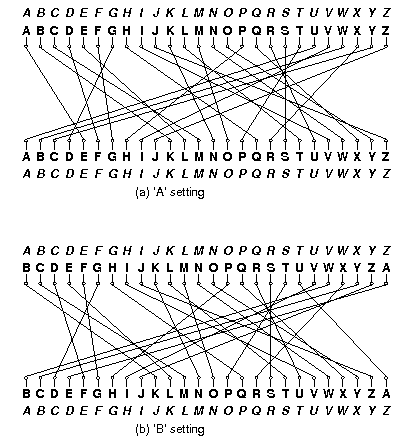 A B C D E F G H I J K L M N O P Q R S T U V W X Y Z
A B C D E F G H I J K L M N O P Q R S T U V W X Y Z
A B C D E F G H I J K L M N O P Q R S T U V W X Y Z
A B C D E F G H I J K L M N O P Q R S T U V W X Y Z
(a) 'A' setting
A B C D E F G H I J K L M N O P Q R S T U V W X Y Z
B C D E F G H I J K L M N O P Q R S T U V W X Y Z A
B C D E F G H I J K L M N O P Q R S T U V W X Y Z A
A B C D E F G H I J K L M N O P Q R S T U V W X Y Z
(b) 'B' setting